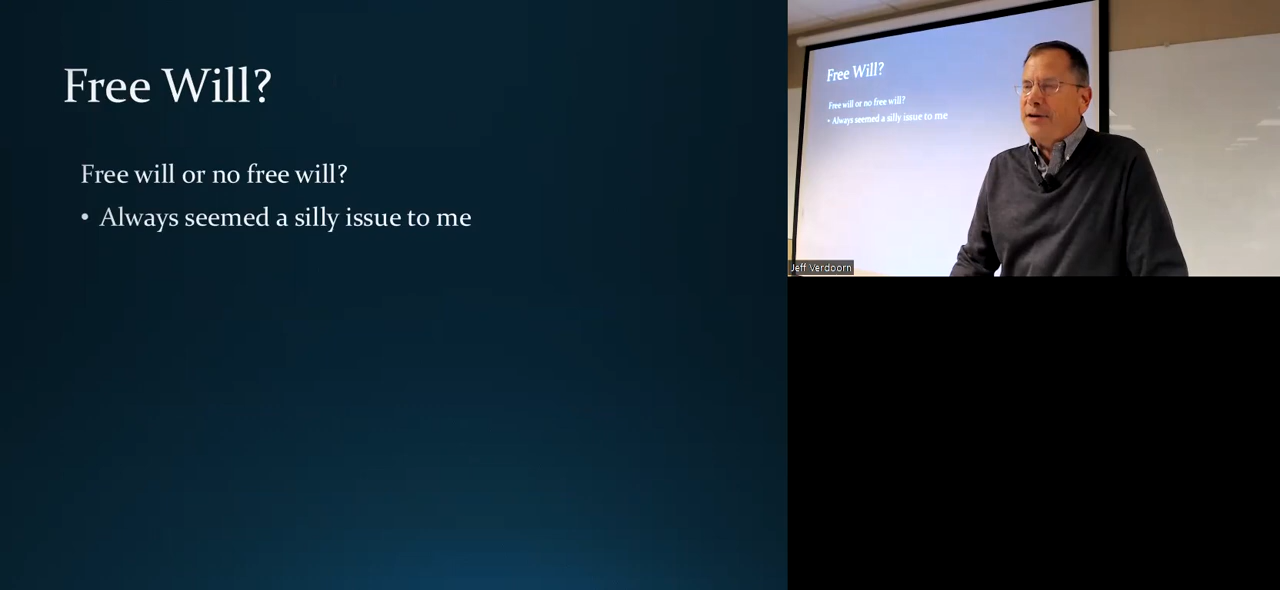 Free Will?
Free will or no free will?
• Always seemed a silly issue to me
Free Will?
Free will or no free will?
• Always seemed a silly issue to me
Jeff Verdoorn